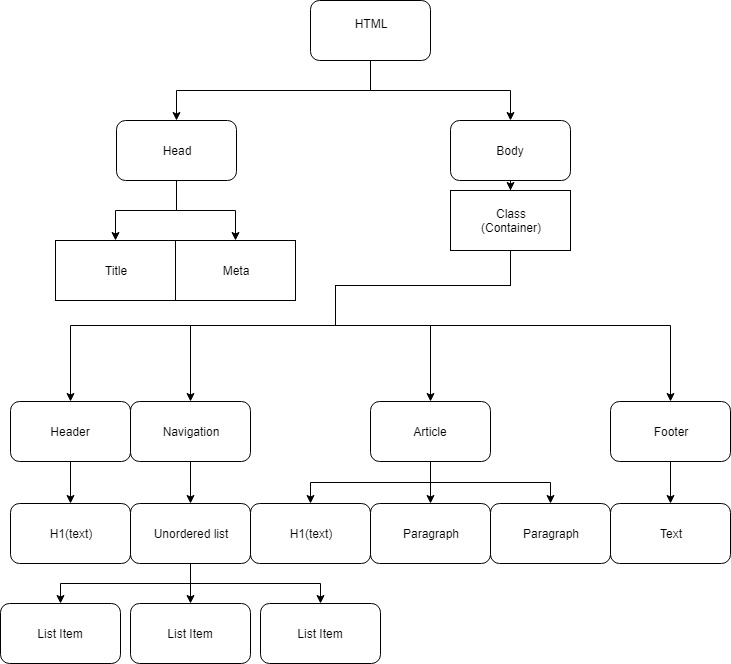 HTML
Head
Body
Class
(Container)
Title
Meta
Header
Navigation
Article
Footer
H1(text)
Unordered list
H1(text)
Paragraph
Paragraph
Text
List Item
List Item
List Item